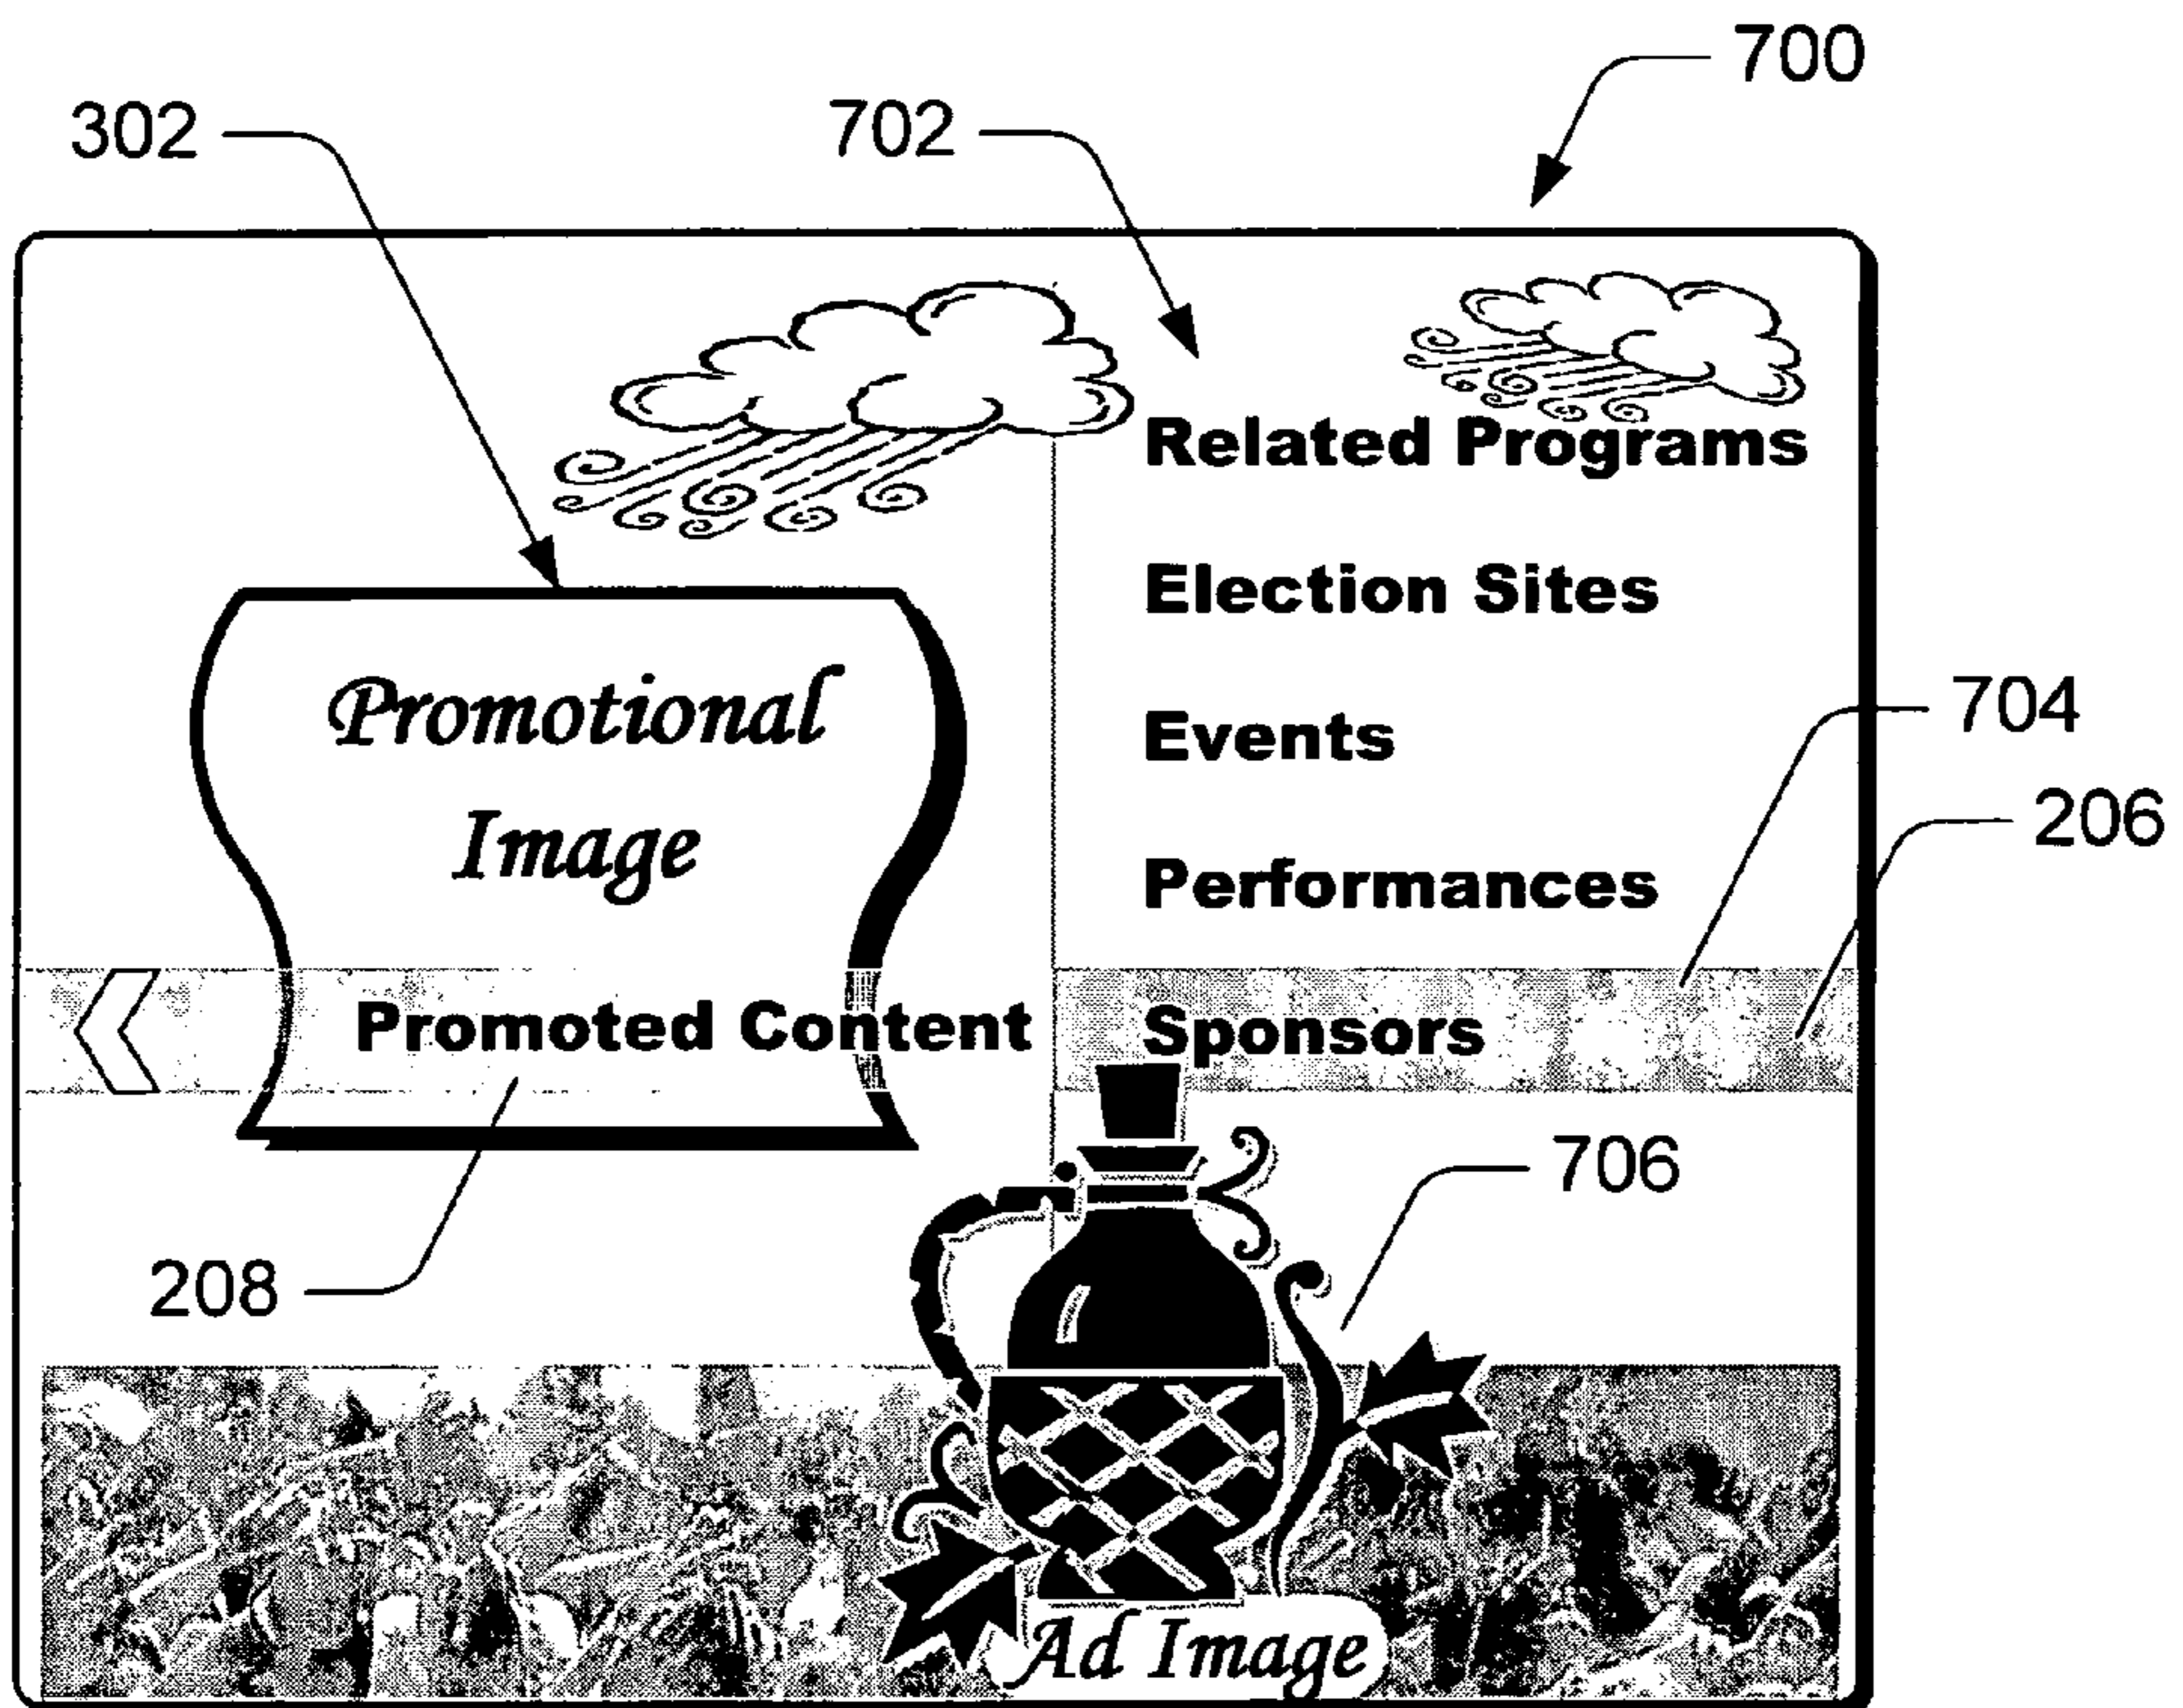 700
302
702
Related Programs
Election Sites
Promotional
Image
Events
704
206
Performances
Promoted Content
Sponsors
706
208
Ad Image